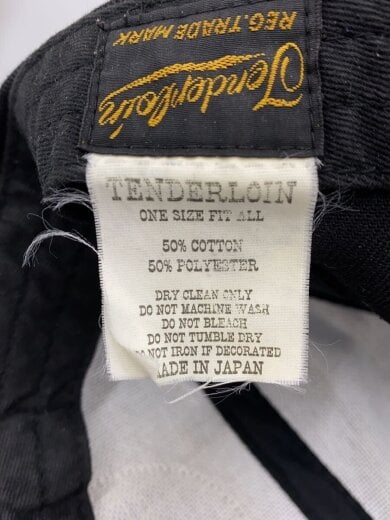 Tenderloin
REG. TRADE MARK
TENDERLOIN
ONE SIZE FIT ALL
50% COTTON
50% POLYESTER
DRY CLEAN ONLY
DO NOT MACHINE WASH
DO NOT BLEACH
DO NOT TUMBLE DRY
DO NOT IRON IF DECORATED
MADE IN JAPAN